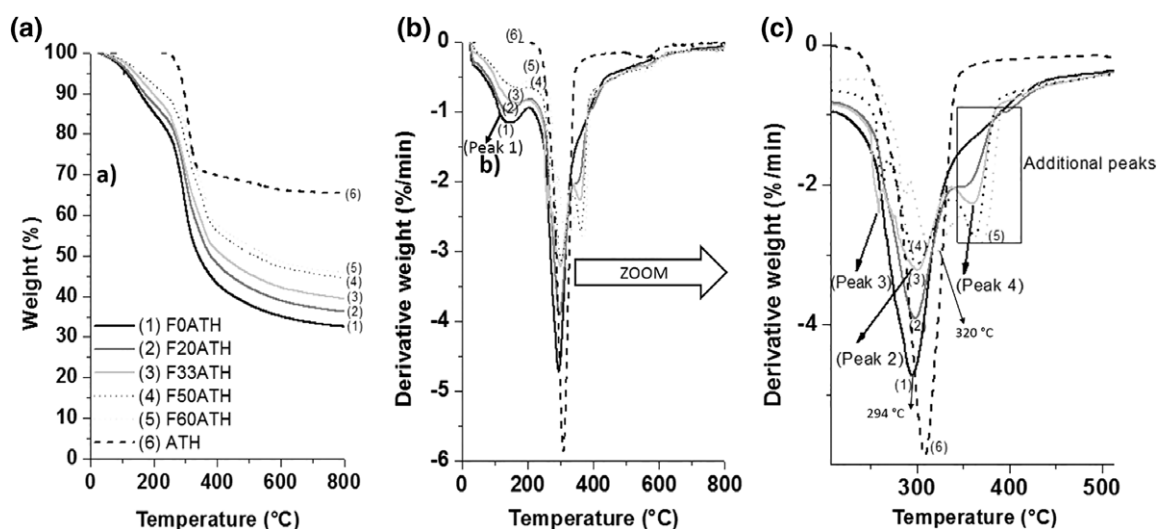 (a)
100
90
80
70
60
50
40
30
20
10
0
Weight (%)
a)
(6)
(5)
(4)
(3)
(2)
(1)
(1) F0ATH
(2) F20ATH
(3) F33ATH
(4) F50ATH
(5) F60ATH
(6) ATH
0 200 400 600 800
Temperature (°C)
(b)
0
-1
-2
-3
-4
-5
-6
Derivative weight (%/min)
(6)
(5)
(4)
(3)
(2)
(1)
(Peak 1)
b)
ZOOM
0 200 400 600 800
Temperature (°C)
(c)
0
-2
-4
Derivative weight (%/min)
Additional peaks
(4)
(5)
(3)
(Peak 3)
(Peak 4)
(2)
320 °C
(Peak 2)
(1)
294 °C
(6)
300 400 500
Temperature (°C)